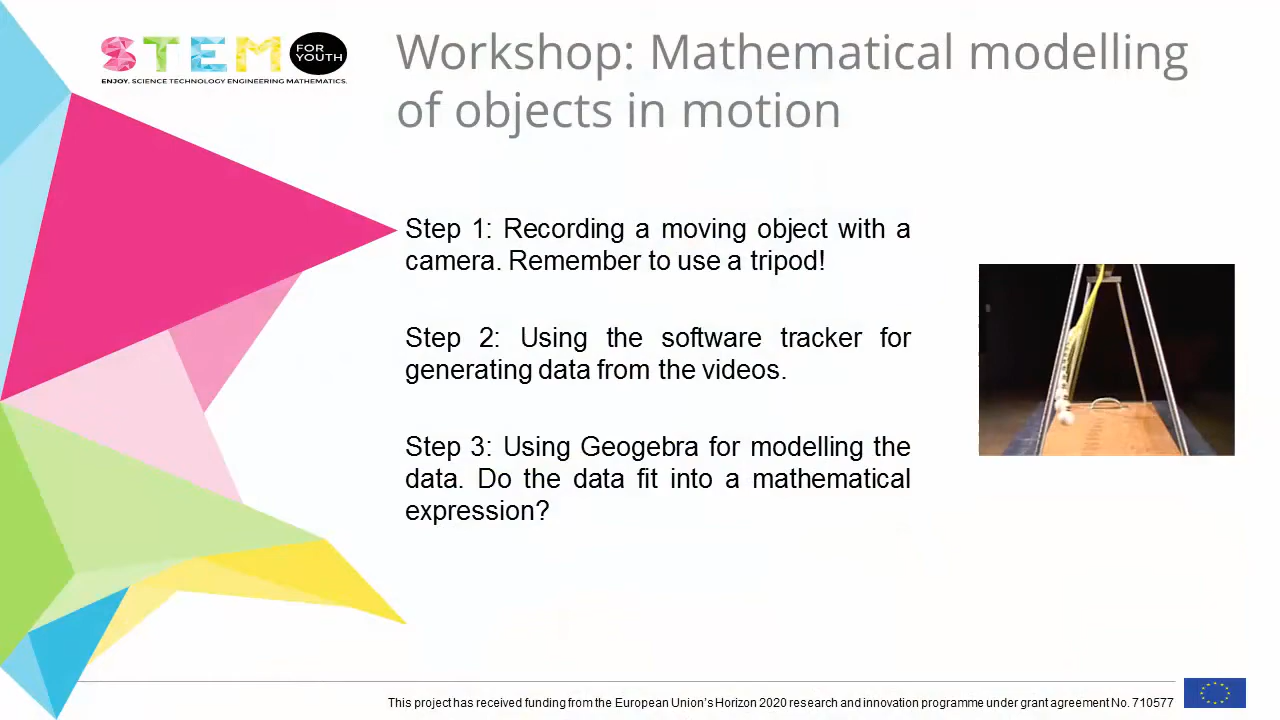 STEM
FOR
YOUTH
ENJOY. SCIENCE TECHNOLOGY ENGINEERING MATHEMATICS.
Workshop: Mathematical modelling
of objects in motion
Step 1: Recording a moving object with a
camera. Remember to use a tripod!
Step 2: Using the software tracker for
generating data from the videos.
Step 3: Using Geogebra for modelling the
data. Do the data fit into a mathematical
expression?
This project has received funding from the European Union's Horizon 2020 research and innovation programme under grant agreement No. 710577